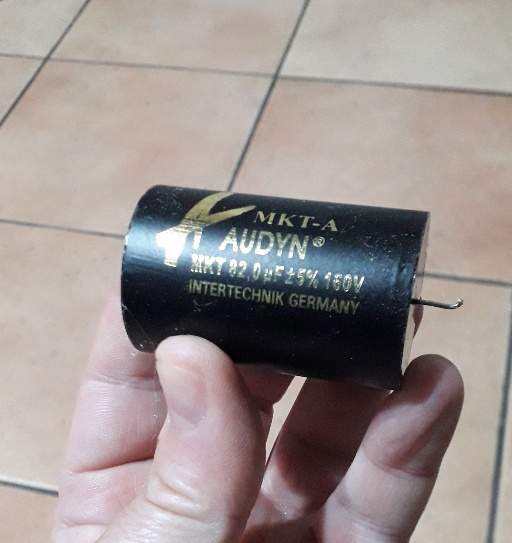 MKT-A
AUDYN®
MKT 82,0 µF ± 5% 160V
INTERTECHNIK GERMANY